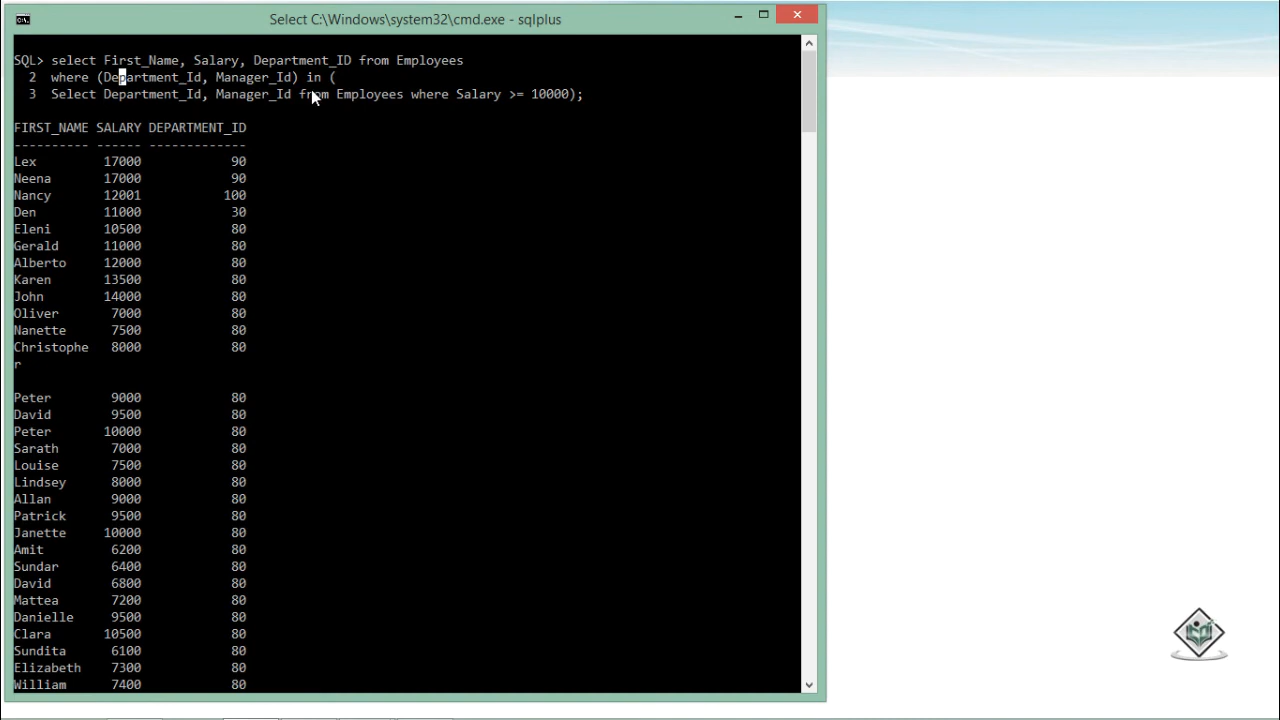 Select C:\Windows\system32\cmd.exe - sqlplus
SQL> select First_Name, Salary, Department_ID from Employees
2 where (Department_Id, Manager_Id) in (
3 Select Department_Id, Manager_Id from Employees where Salary >= 10000);
FIRST_NAME SALARY DEPARTMENT_ID
---------- ------ -------------
Lex 17000 90
Neena 17000 90
Nancy 12001 100
Den 11000 30
Eleni 10500 80
Gerald 11000 80
Alberto 12000 80
Karen 13500 80
John 14000 80
Oliver 7000 80
Nanette 7500 80
Christophe 8000 80
r
Peter 9000 80
David 9500 80
Peter 10000 80
Sarath 7000 80
Louise 7500 80
Lindsey 8000 80
Allan 9000 80
Patrick 9500 80
Janette 10000 80
Amit 6200 80
Sundar 6400 80
David 6800 80
Mattea 7200 80
Danielle 9500 80
Clara 10500 80
Sundita 6100 80
Elizabeth 7300 80
William 7400 80